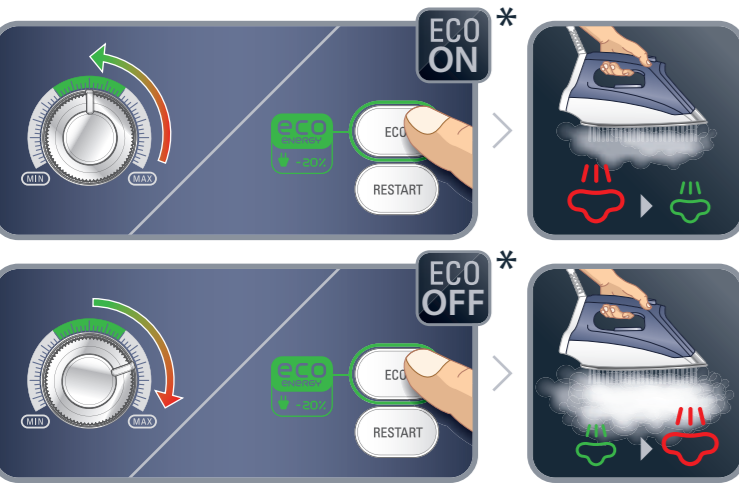 ECO
ON
*
eco
ENERGY
-20%
ECO
RESTART
MIN
MAX
ECO
OFF
*
eco
ENERGY
-20%
ECO
RESTART
MIN
MAX